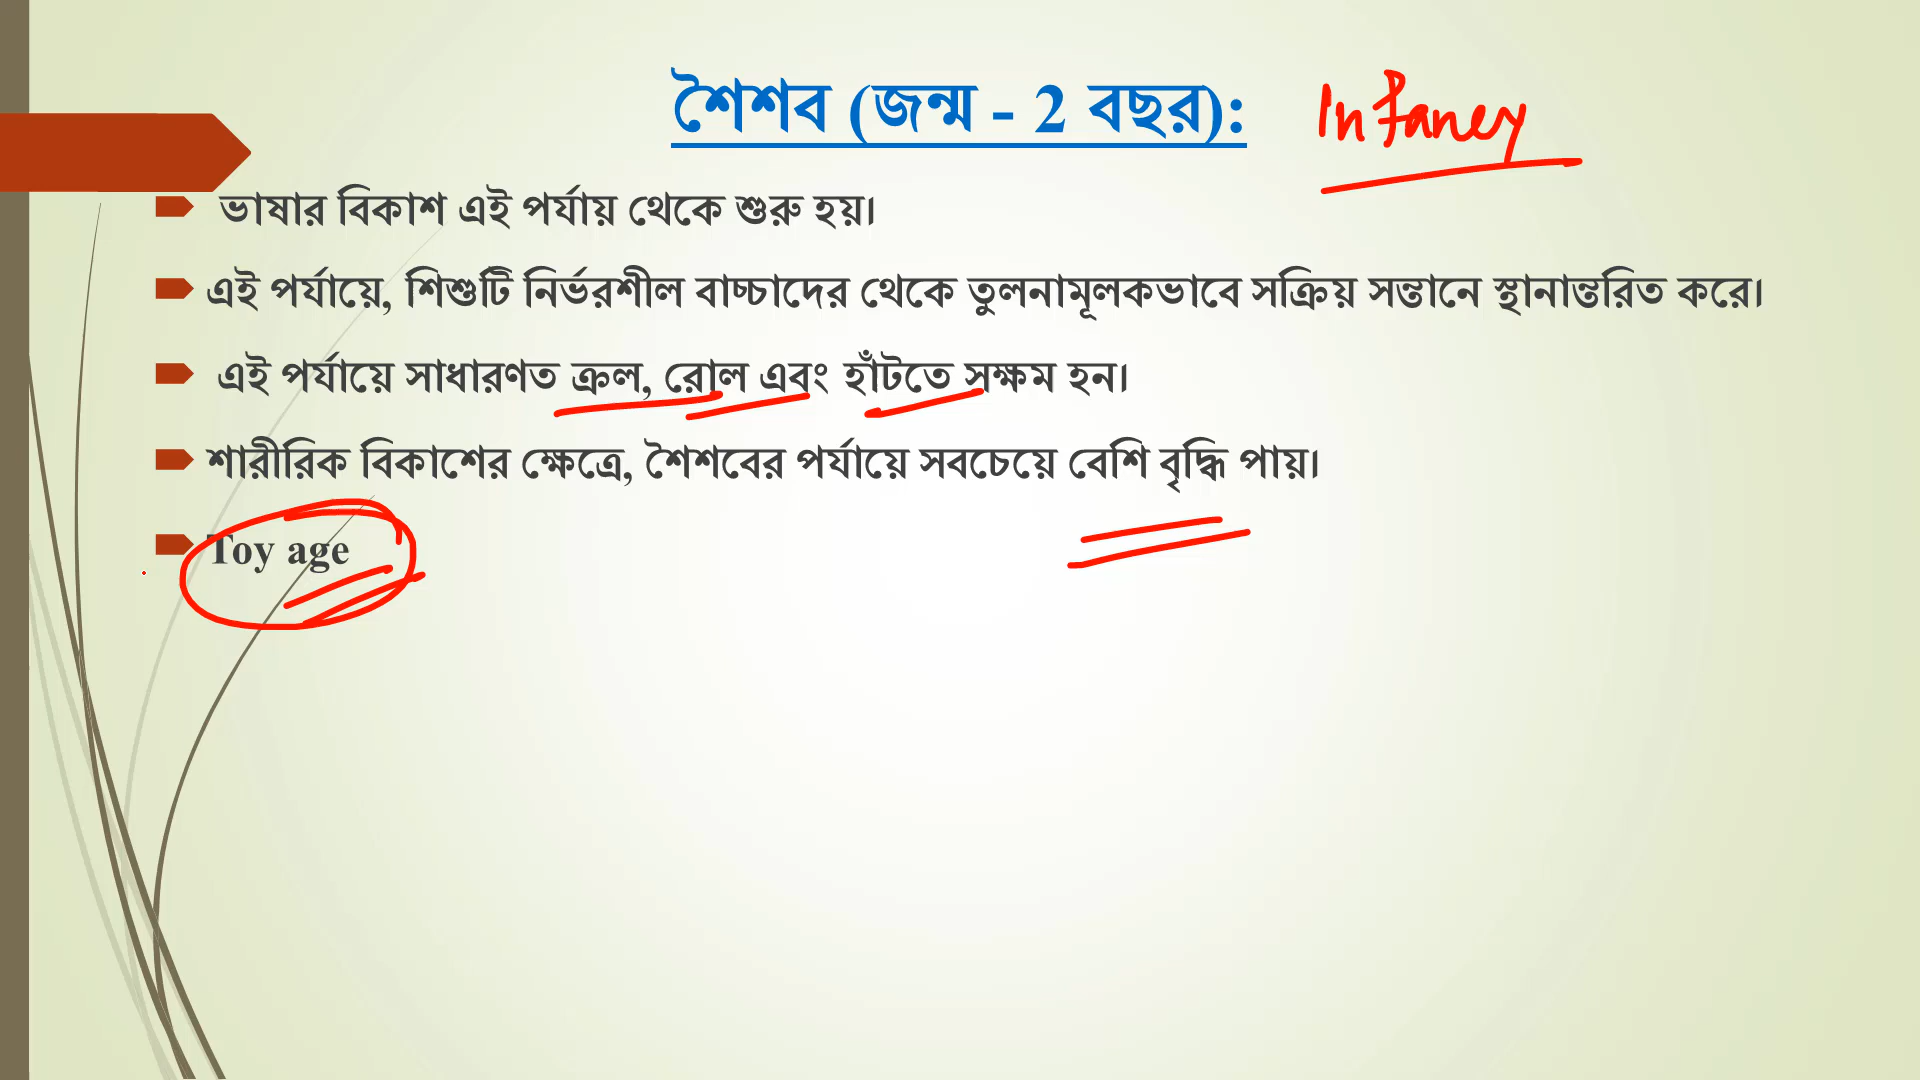 শৈশব (জন্ম - 2 বছর): Infancy
ভাষার বিকাশ এই পর্যায় থেকে শুরু হয়।
এই পর্যায়ে, শিশুটি নির্ভরশীল বাচ্চাদের থেকে তুলনামূলকভাবে সক্রিয় সন্তানে স্থানান্তরিত করে।
এই পর্যায়ে সাধারণত ক্রল, রোল এবং হাঁটতে সক্ষম হন।
শারীরিক বিকাশের ক্ষেত্রে, শৈশবের পর্যায়ে সবচেয়ে বেশি বৃদ্ধি পায়।
Toy age